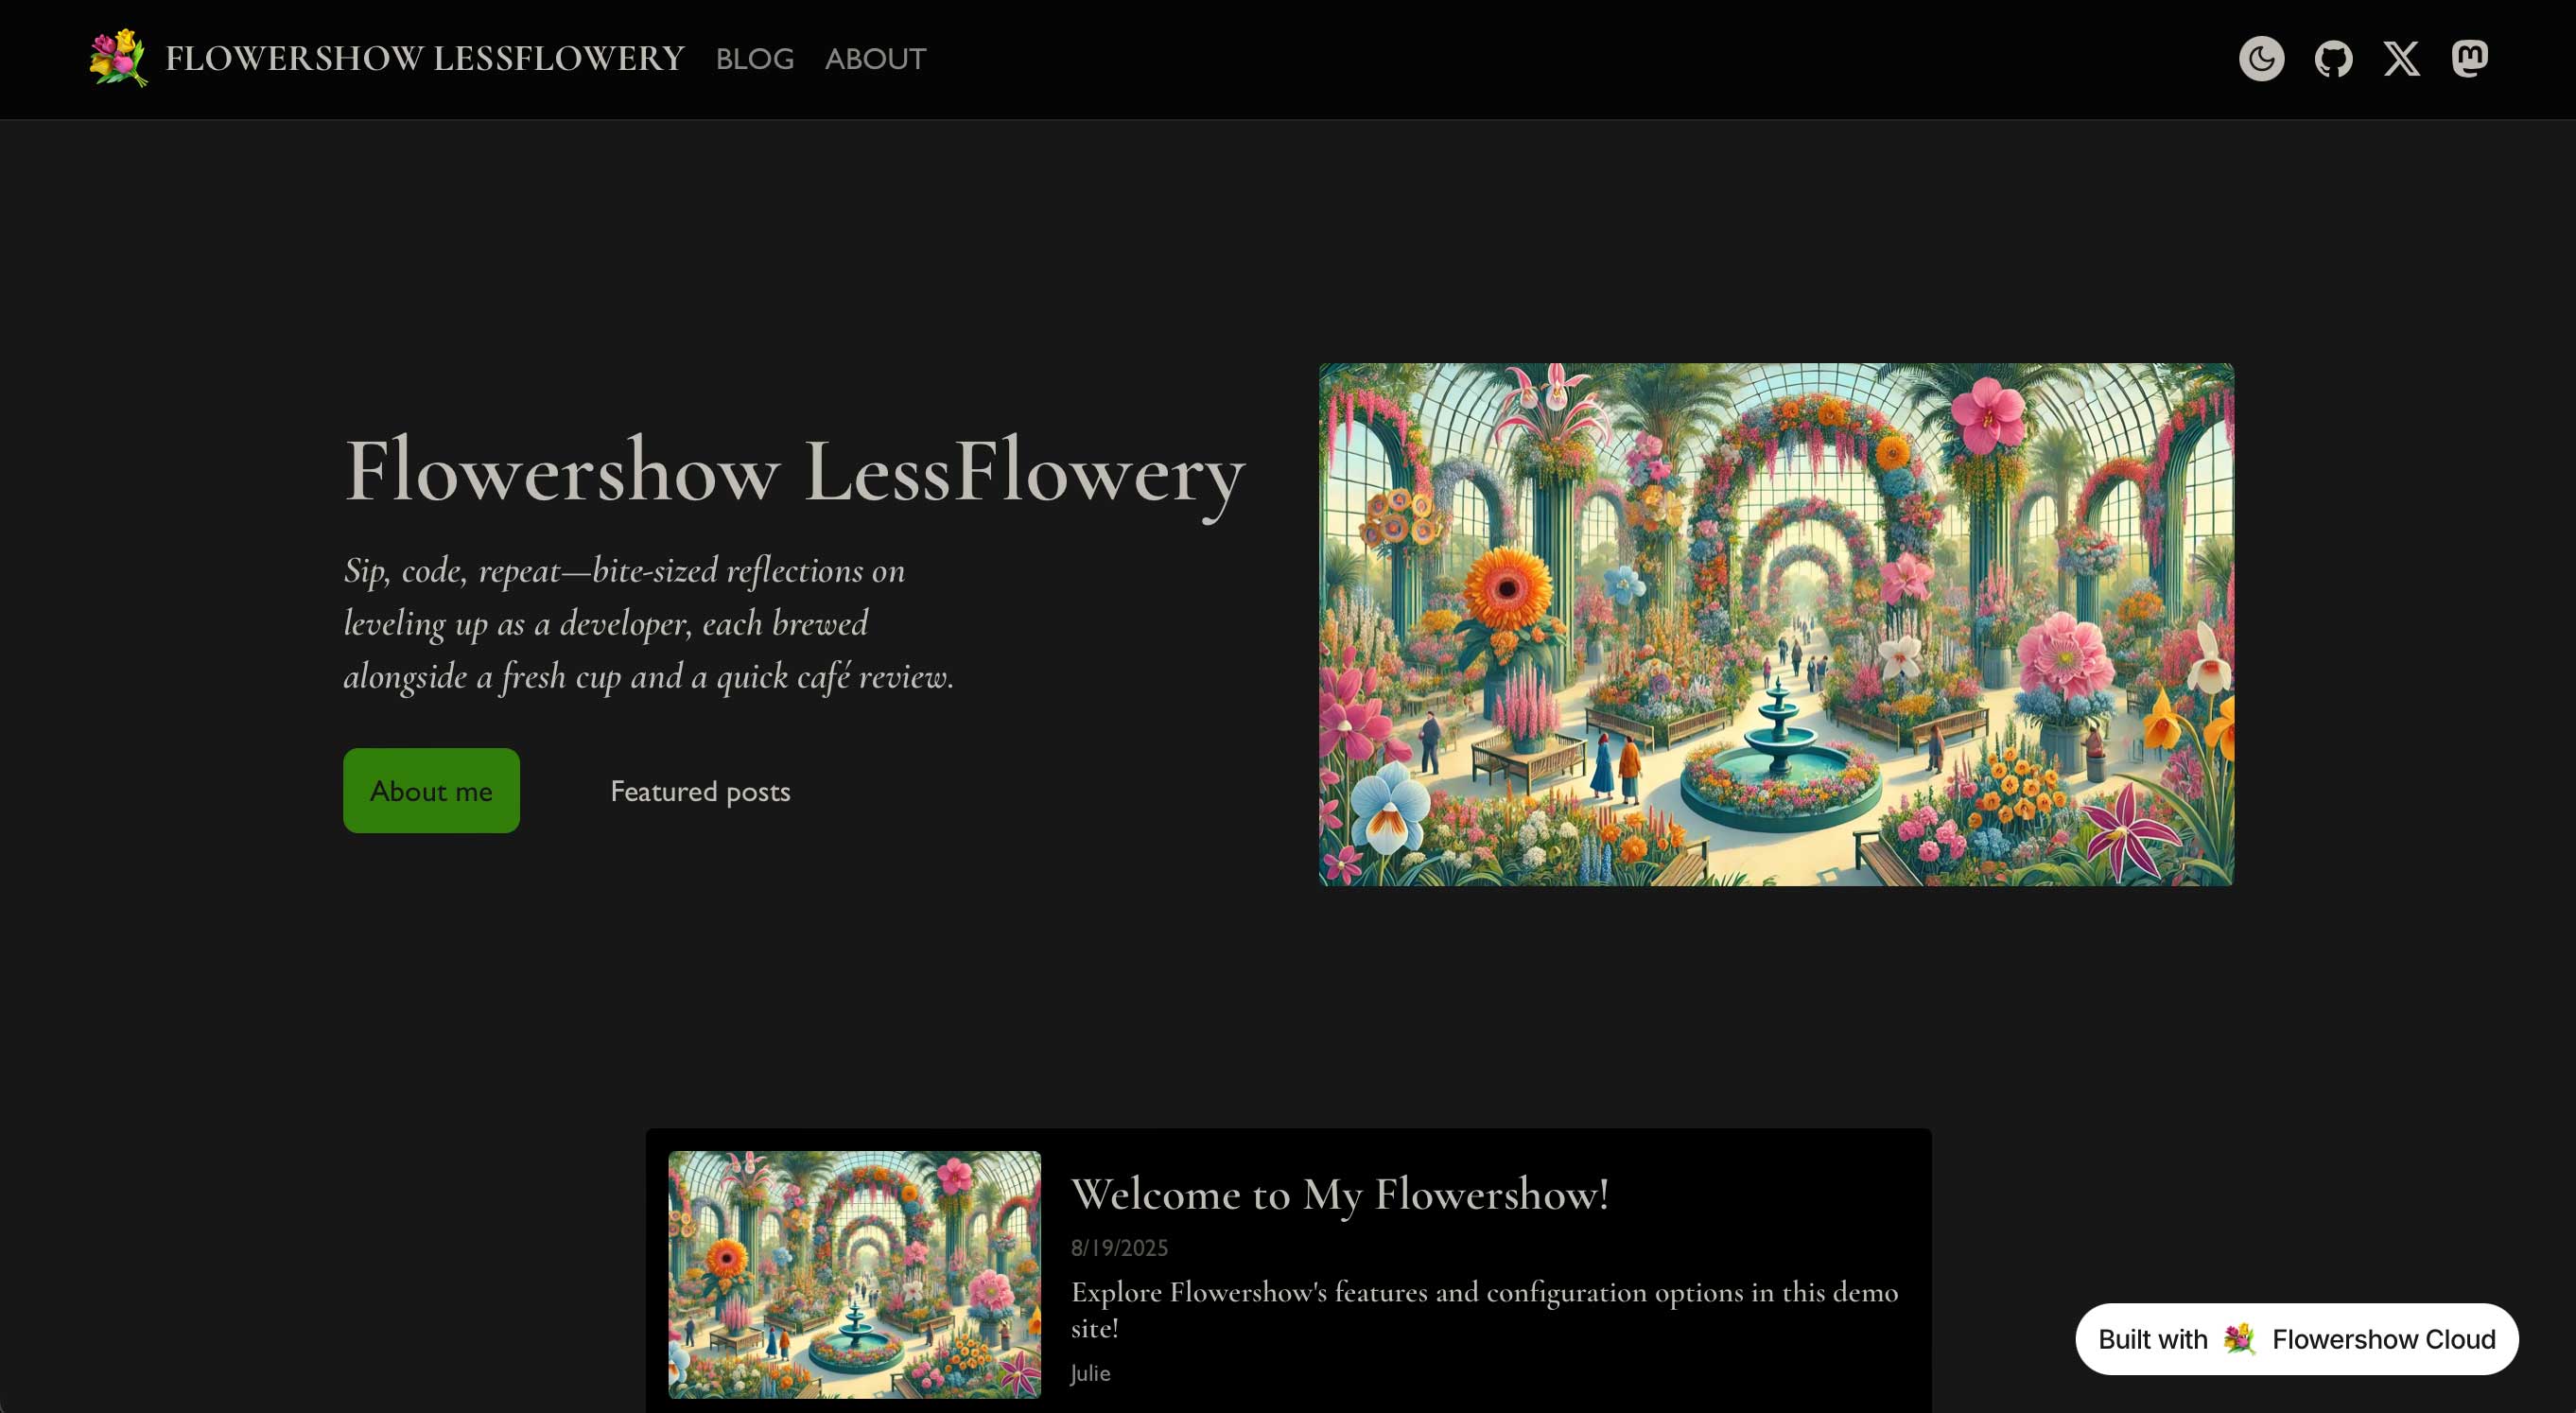 FLOWERSHOW LESSFLOWERY BLOG ABOUT
Flowershow LessFlowery
Sip, code, repeat—bite-sized reflections on
leveling up as a developer, each brewed
alongside a fresh cup and a quick café review.
About me Featured posts
Welcome to My Flowershow!
8/19/2025
Explore Flowershow's features and configuration options in this demo
site!
Julie
Built with Flowershow Cloud